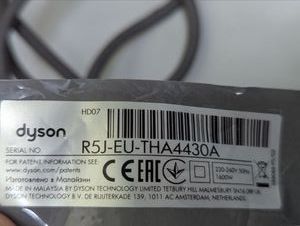 HD07
dyson
SERIAL NO.
R5J-EU-THA4430A
FOR PATENT INFORMATION SEE:
www.dyson.com/patents
Изготовлено в Малайзии
CE EAC
220-240V 50Hz
1600W
MADE IN MALAYSIA BY DYSON TECHNOLOGY LIMITED TETBURY HILL MALMESBURY SN16 0RP UK
DYSON TECHNOLOGY B.V. DE RUIJTERKADE 139, 1011 AC AMSTERDAM, NETHERLANDS.